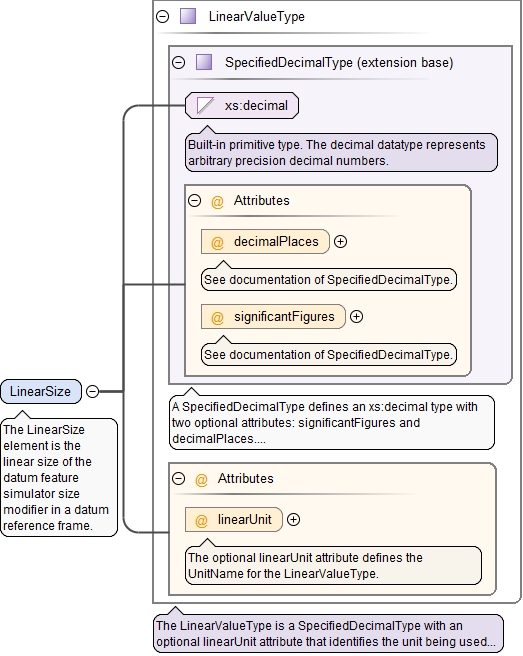 LinearValueType
SpecifiedDecimalType (extension base)
xs:decimal
Built-in primitive type. The decimal datatype represents
arbitrary precision decimal numbers.
@ Attributes
@ decimalPlaces
See documentation of SpecifiedDecimalType.
@ significantFigures
See documentation of SpecifiedDecimalType.
LinearSize
The LinearSize
element is the
linear size of the
datum feature
simulator size
modifier in a datum
reference frame.
A SpecifiedDecimalType defines an xs:decimal type with
two optional attributes: significantFigures and
decimalPlaces....
@ Attributes
@ linearUnit
The optional linearUnit attribute defines the
UnitName for the LinearValueType.
The LinearValueType is a SpecifiedDecimalType with an
optional linearUnit attribute that identifies the unit being used...